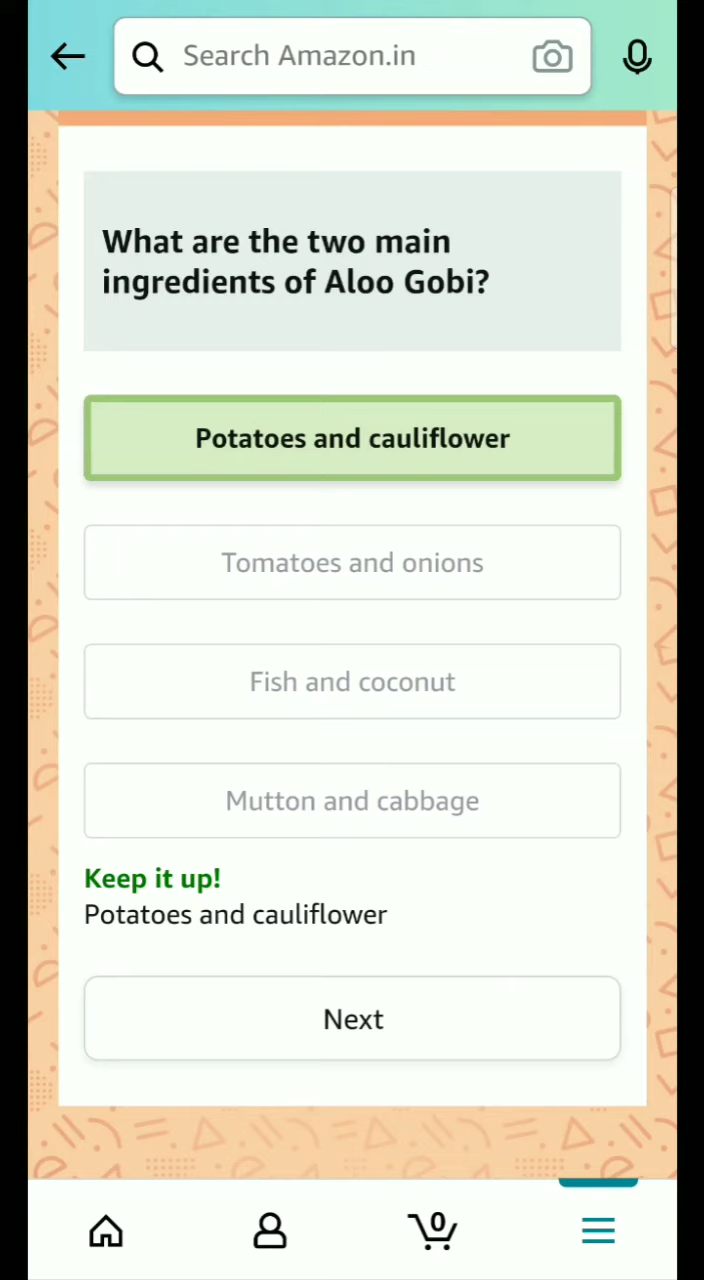 Search Amazon.in
What are the two main
ingredients of Aloo Gobi?
Potatoes and cauliflower
Tomatoes and onions
Fish and coconut
Mutton and cabbage
Keep it up!
Potatoes and cauliflower
Next
0